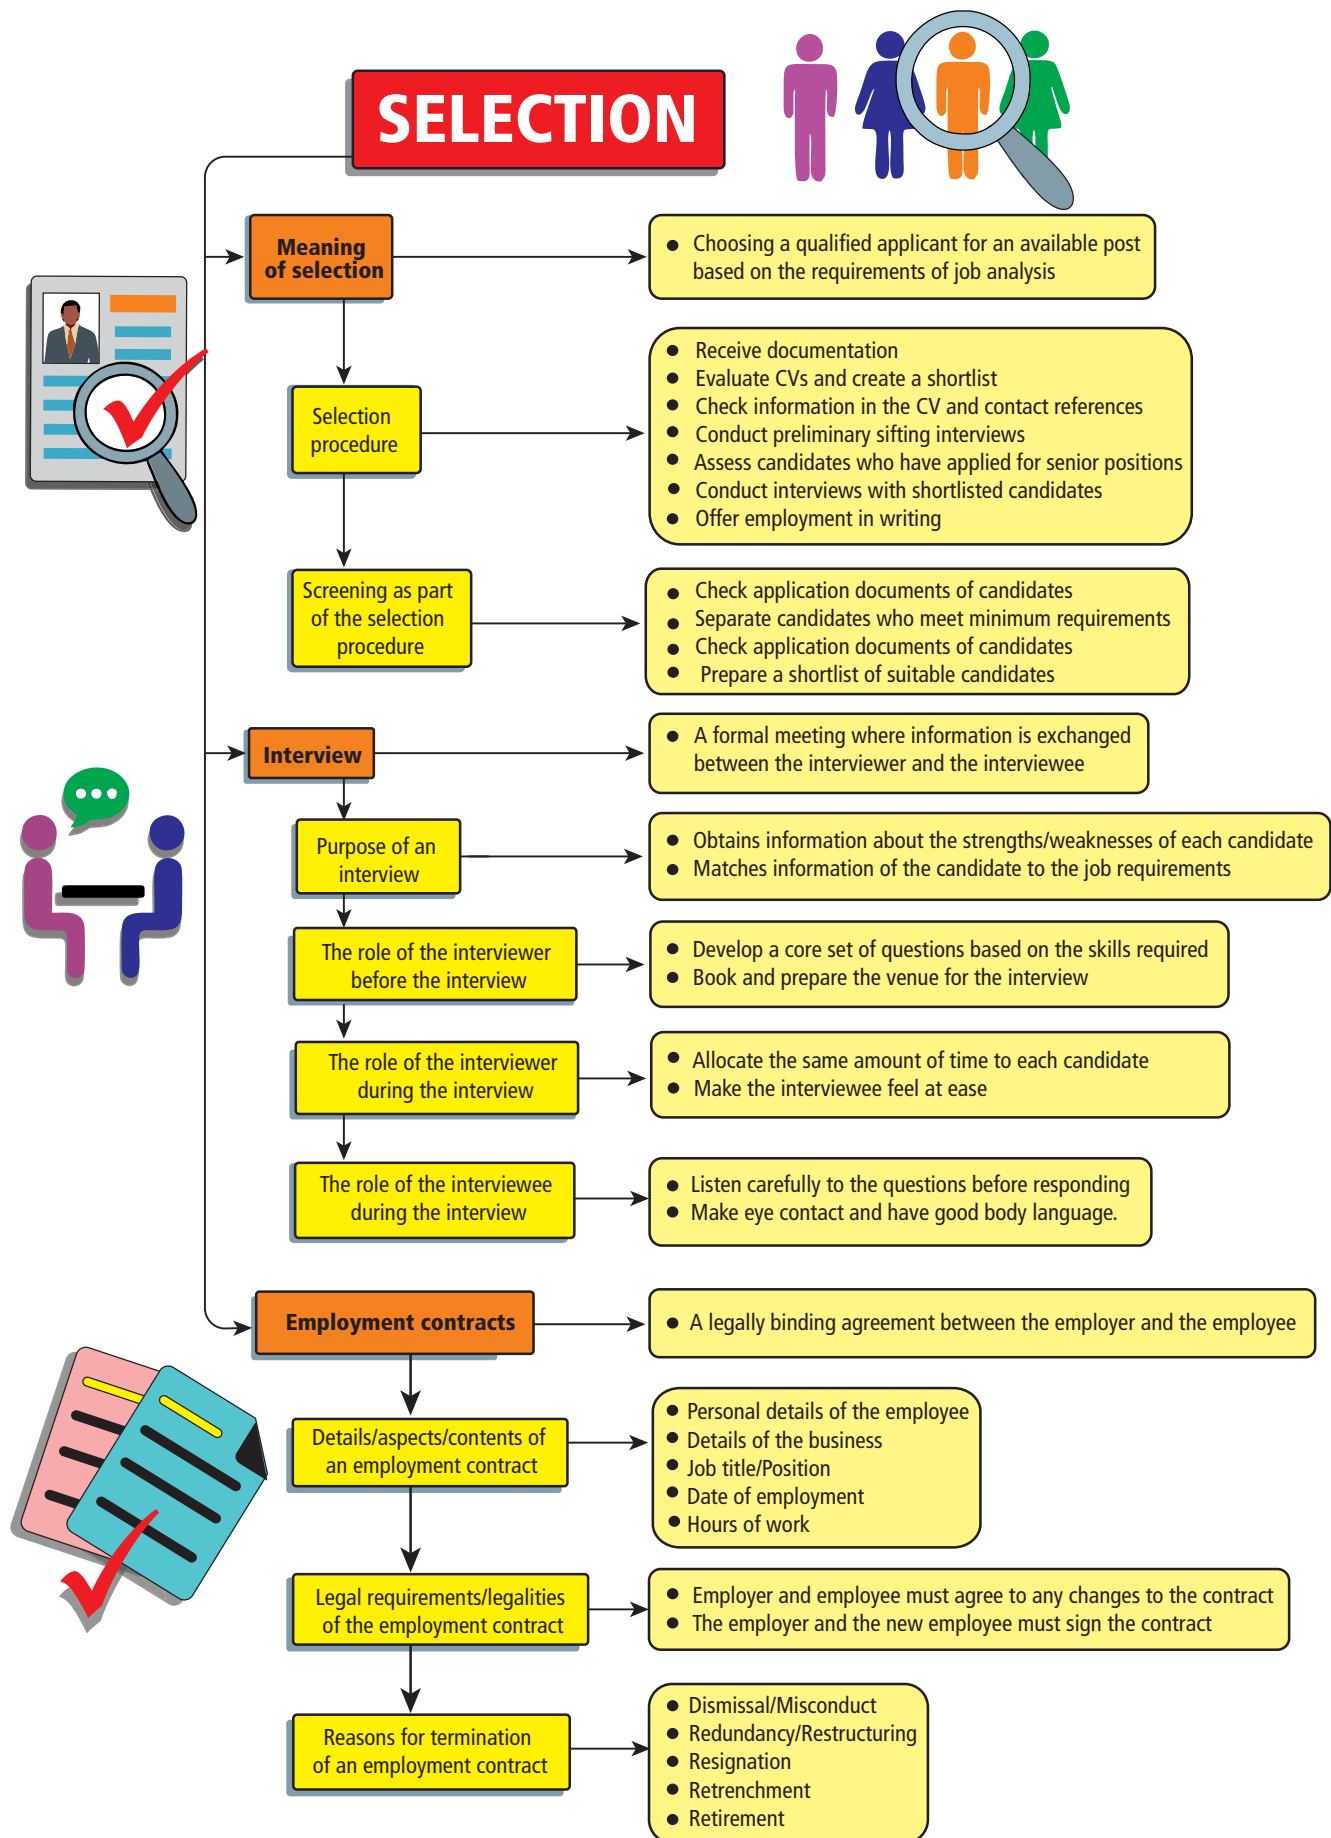 SELECTION
Meaning
of selection
• Choosing a qualified applicant for an available post
based on the requirements of job analysis
Selection
procedure
• Receive documentation
• Evaluate CVs and create a shortlist
• Check information in the CV and contact references
• Conduct preliminary sifting interviews
• Assess candidates who have applied for senior positions
• Conduct interviews with shortlisted candidates
• Offer employment in writing
Screening as part
of the selection
procedure
• Check application documents of candidates
• Separate candidates who meet minimum requirements
• Check application documents of candidates
• Prepare a shortlist of suitable candidates
Interview
• A formal meeting where information is exchanged
between the interviewer and the interviewee
Purpose of an
interview
• Obtains information about the strengths/weaknesses of each candidate
• Matches information of the candidate to the job requirements
The role of the interviewer
before the interview
• Develop a core set of questions based on the skills required
• Book and prepare the venue for the interview
The role of the interviewer
during the interview
• Allocate the same amount of time to each candidate
• Make the interviewee feel at ease
The role of the interviewee
during the interview
• Listen carefully to the questions before responding
• Make eye contact and have good body language.
Employment contracts
• A legally binding agreement between the employer and the employee
Details/aspects/contents of
an employment contract
• Personal details of the employee
• Details of the business
• Job title/Position
• Date of employment
• Hours of work
Legal requirements/legalities
of the employment contract
• Employer and employee must agree to any changes to the contract
• The employer and the new employee must sign the contract
Reasons for termination
of an employment contract
• Dismissal/Misconduct
• Redundancy/Restructuring
• Resignation
• Retrenchment
• Retirement